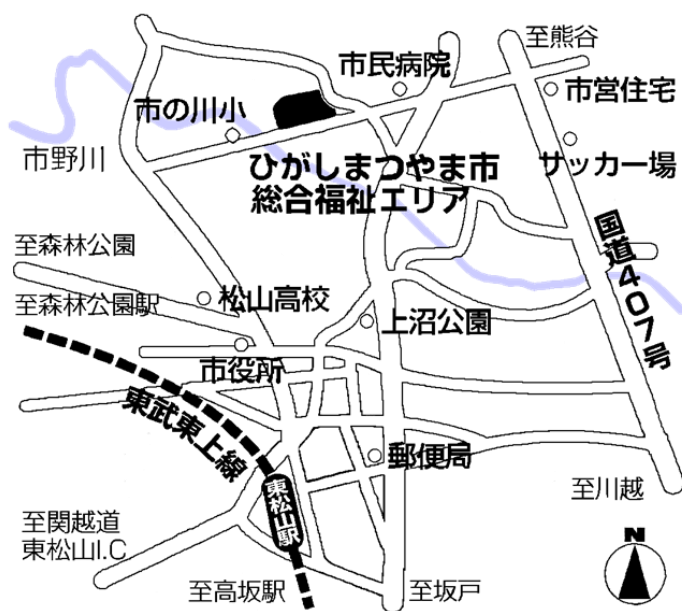 至熊谷
市民病院
市営住宅
市の川小
市野川
サッカー場
ひがしまつやま市
総合福祉エリア
国道407号
至森林公園
至森林公園駅
松山高校
上沼公園
市役所
東武東上線
郵便局
東松山駅
至川越
至関越道
東松山I.C
至高坂駅
至坂戸
N